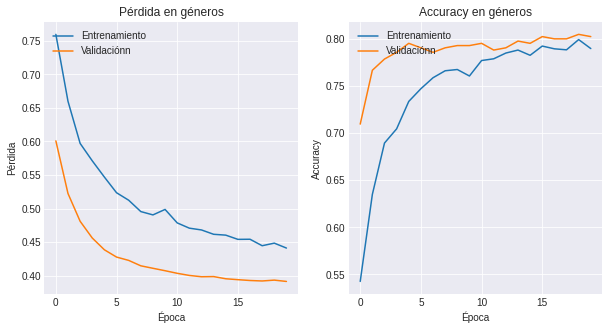 Pérdida en géneros
Entrenamiento
Validaciónn
0.75
0.70
0.65
0.60
0.55
0.50
0.45
0.40
Pérdida
0
5
10
15
Época
Accuracy en géneros
Entrenamiento
Validaciónn
0.80
0.75
0.70
0.65
0.60
0.55
Accuracy
0
5
10
15
Época